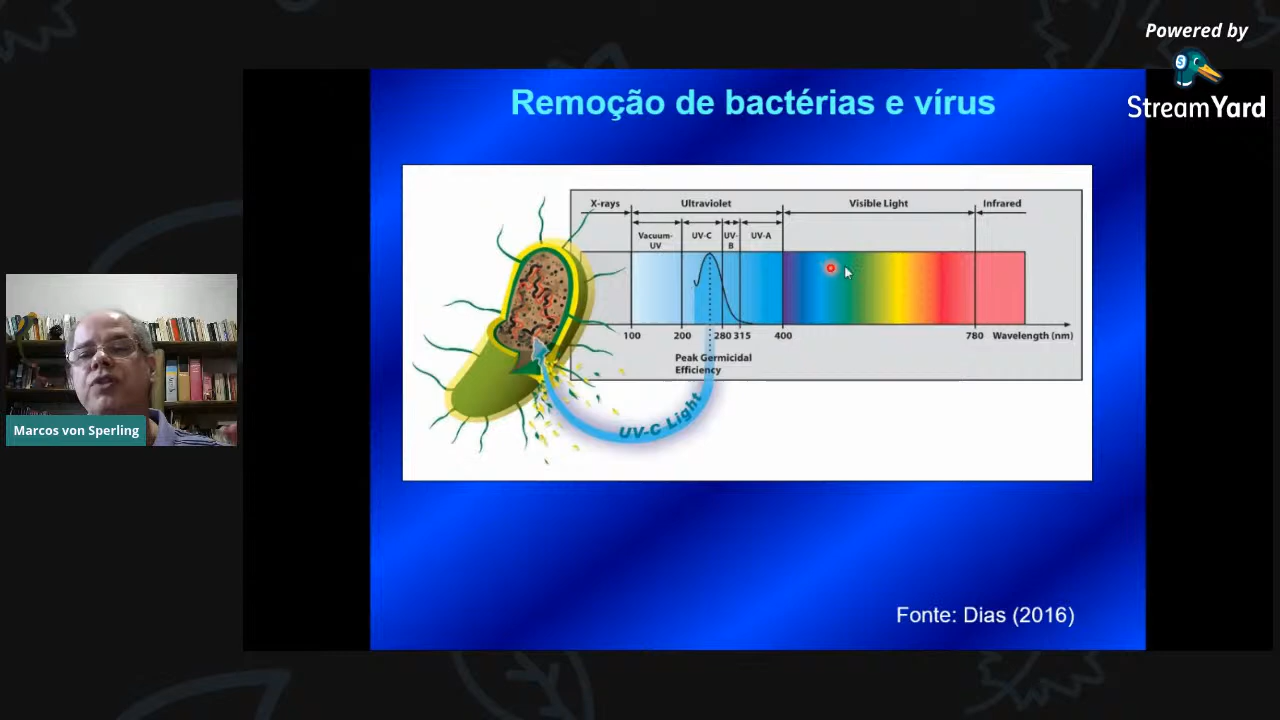 Powered by
StreamYard
Remoção de bactérias e vírus
X-rays
Ultraviolet
Visible Light
Infrared
Vacuum-
UV
UV-C
UV-
B
UV-A
100
200
280
315
400
780
Wavelength (nm)
Peak Germicidal
Efficiency
UV-C Light
Marcos von Sperling
Fonte: Dias (2016)